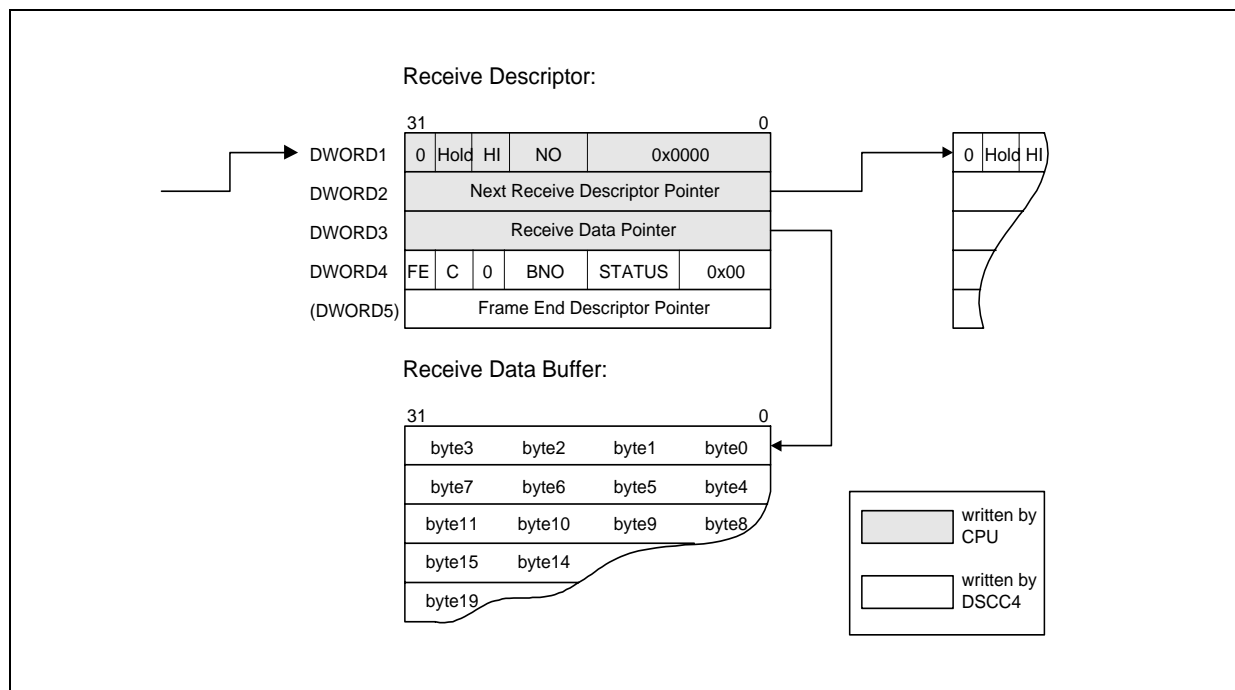 Receive Descriptor:
31 0
DWORD1 0 Hold HI NO 0x0000 0 Hold HI
DWORD2 Next Receive Descriptor Pointer
DWORD3 Receive Data Pointer
DWORD4 FE C 0 BNO STATUS 0x00
(DWORD5) Frame End Descriptor Pointer
Receive Data Buffer:
31 0
byte3 byte2 byte1 byte0
byte7 byte6 byte5 byte4
byte11 byte10 byte9 byte8
byte15 byte14
byte19
written by
CPU
written by
DSCC4